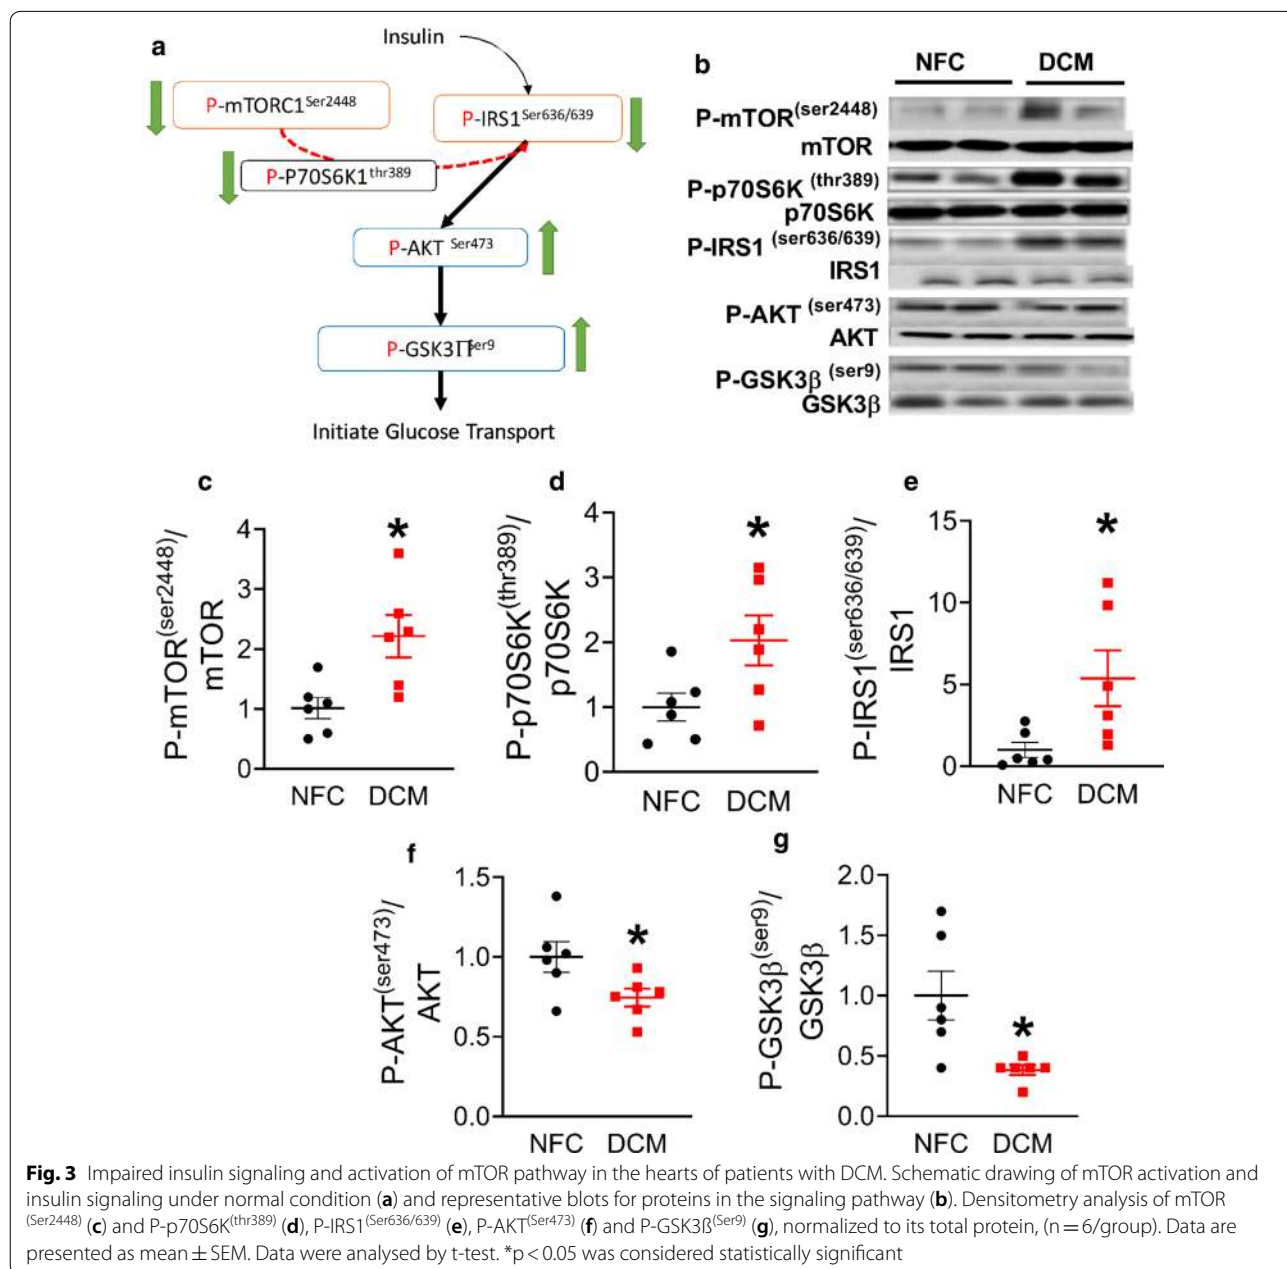 a
Insulin
P-mTORC1 Ser2448
P-IRS1 Ser636/639
P-P70S6K1 thr389
P-AKT Ser473
P-GSK3Π Ser9
Initiate Glucose Transport
b
NFC DCM
P-mTOR (ser2448)
mTOR
P-p70S6K (thr389)
p70S6K
P-IRS1 (ser636/639)
IRS1
P-AKT (ser473)
AKT
P-GSK3β (ser9)
GSK3β
c
P-mTOR(ser2448)/
mTOR
4
3
2
1
0
*
NFC DCM
d
P-p70S6K(thr389)/
p70S6K
4
3
2
1
0
*
NFC DCM
e
P-IRS1(ser636/639)/
IRS1
15
10
5
0
*
NFC DCM
f
P-AKT(ser473)/
AKT
1.5
1.0
0.5
0.0
*
NFC DCM
g
P-GSK3β(ser9)/
GSK3β
2.0
1.5
1.0
0.5
0.0
*
NFC DCM
Fig. 3 Impaired insulin signaling and activation of mTOR pathway in the hearts of patients with DCM. Schematic drawing of mTOR activation and
insulin signaling under normal condition (a) and representative blots for proteins in the signaling pathway (b). Densitometry analysis of mTOR
(Ser2448) (c) and P-p70S6K(thr389) (d), P-IRS1(Ser636/639) (e), P-AKT(Ser473) (f) and P-GSK3ß(Ser9) (g), normalized to its total protein, (n = 6/group). Data are
presented as mean ± SEM. Data were analysed by t-test. *p < 0.05 was considered statistically significant